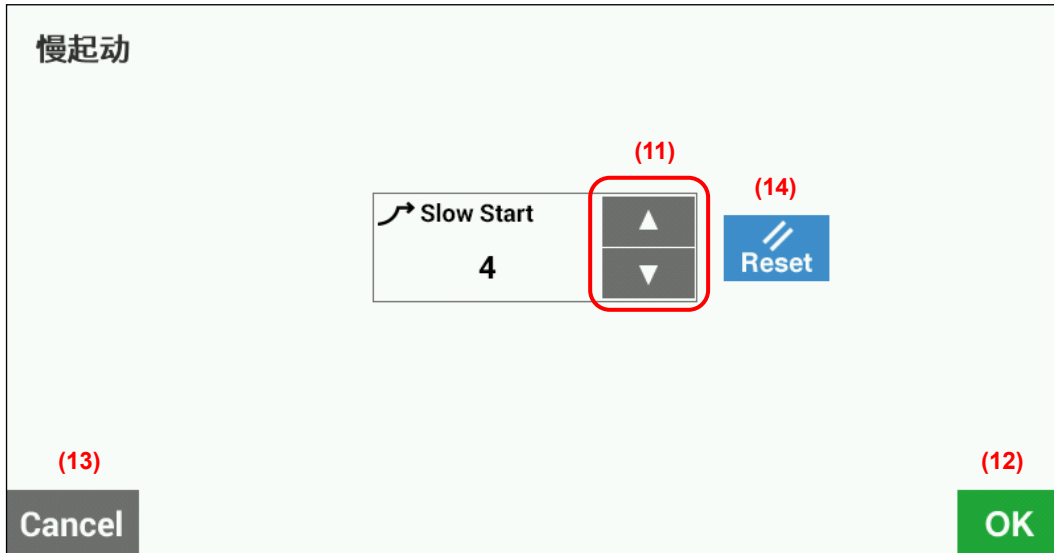 慢起动
(11)
(14)
Slow Start
4
Reset
(13)
(12)
Cancel
OK